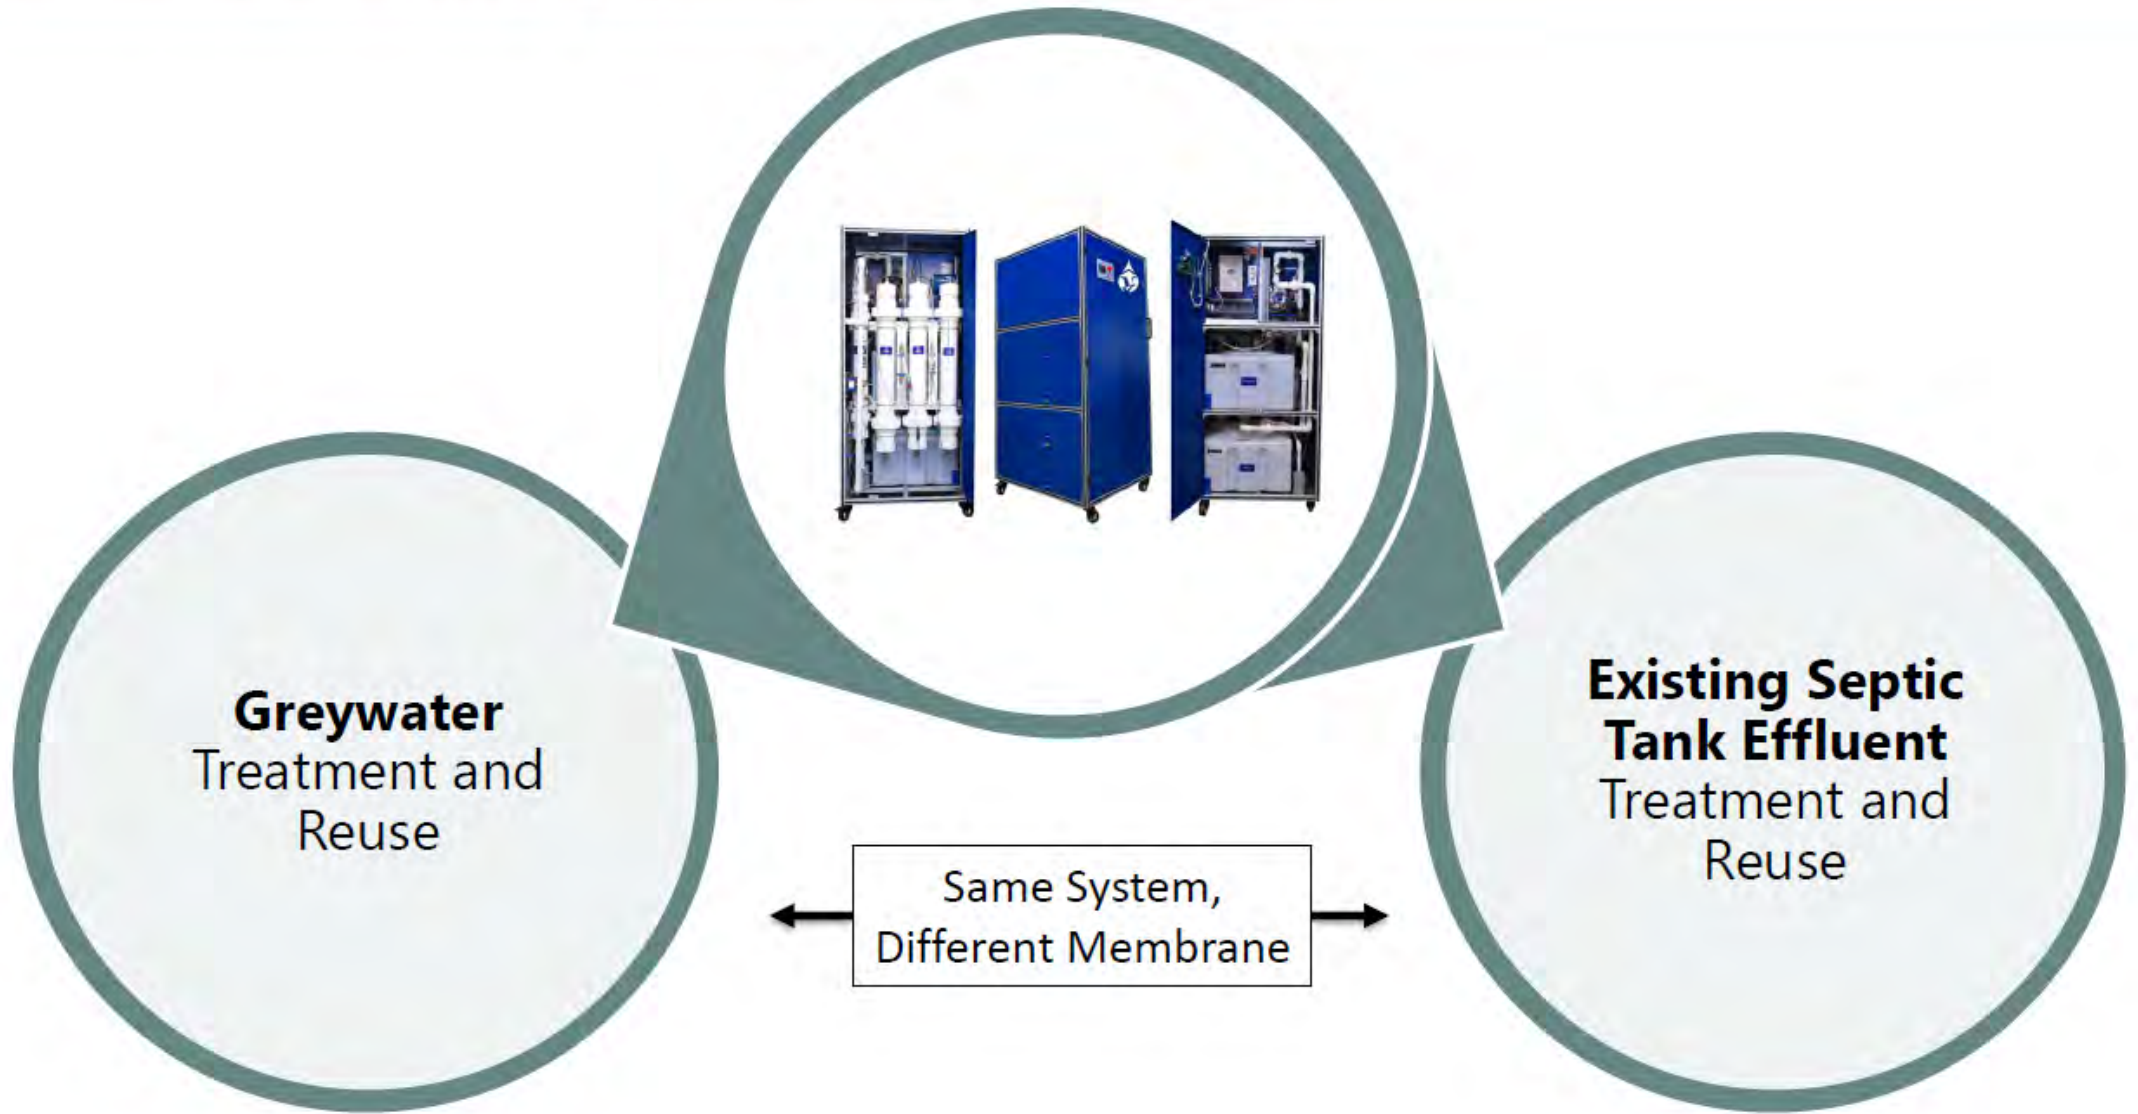 Greywater
Treatment and
Reuse
Existing Septic
Tank Effluent
Treatment and
Reuse
Same System,
Different Membrane